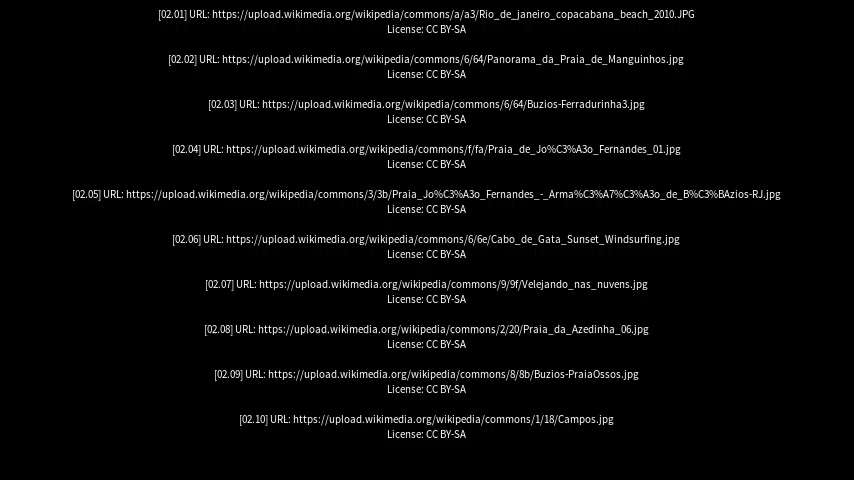 [02.01] URL: https://upload.wikimedia.org/wikipedia/commons/a/a3/Rio_de_janeiro_copacabana_beach_2010.JPG
License: CC BY-SA
[02.02] URL: https://upload.wikimedia.org/wikipedia/commons/6/64/Panorama_da_Praia_de_Manguinhos.jpg
License: CC BY-SA
[02.03] URL: https://upload.wikimedia.org/wikipedia/commons/6/64/Buzios-Ferradurinha3.jpg
License: CC BY-SA
[02.04] URL: https://upload.wikimedia.org/wikipedia/commons/f/fa/Praia_de_Jo%C3%A3o_Fernandes_01.jpg
License: CC BY-SA
[02.05] URL: https://upload.wikimedia.org/wikipedia/commons/3/3b/Praia_Jo%C3%A3o_Fernandes_-_Arma%C3%A7%C3%A3o_de_B%C3%BAzios-RJ.jpg
License: CC BY-SA
[02.06] URL: https://upload.wikimedia.org/wikipedia/commons/6/6e/Cabo_de_Gata_Sunset_Windsurfing.jpg
License: CC BY-SA
[02.07] URL: https://upload.wikimedia.org/wikipedia/commons/9/9f/Velejando_nas_nuvens.jpg
License: CC BY-SA
[02.08] URL: https://upload.wikimedia.org/wikipedia/commons/2/20/Praia_da_Azedinha_06.jpg
License: CC BY-SA
[02.09] URL: https://upload.wikimedia.org/wikipedia/commons/8/8b/Buzios-PraiaOssos.jpg
License: CC BY-SA
[02.10] URL: https://upload.wikimedia.org/wikipedia/commons/1/18/Campos.jpg
License: CC BY-SA